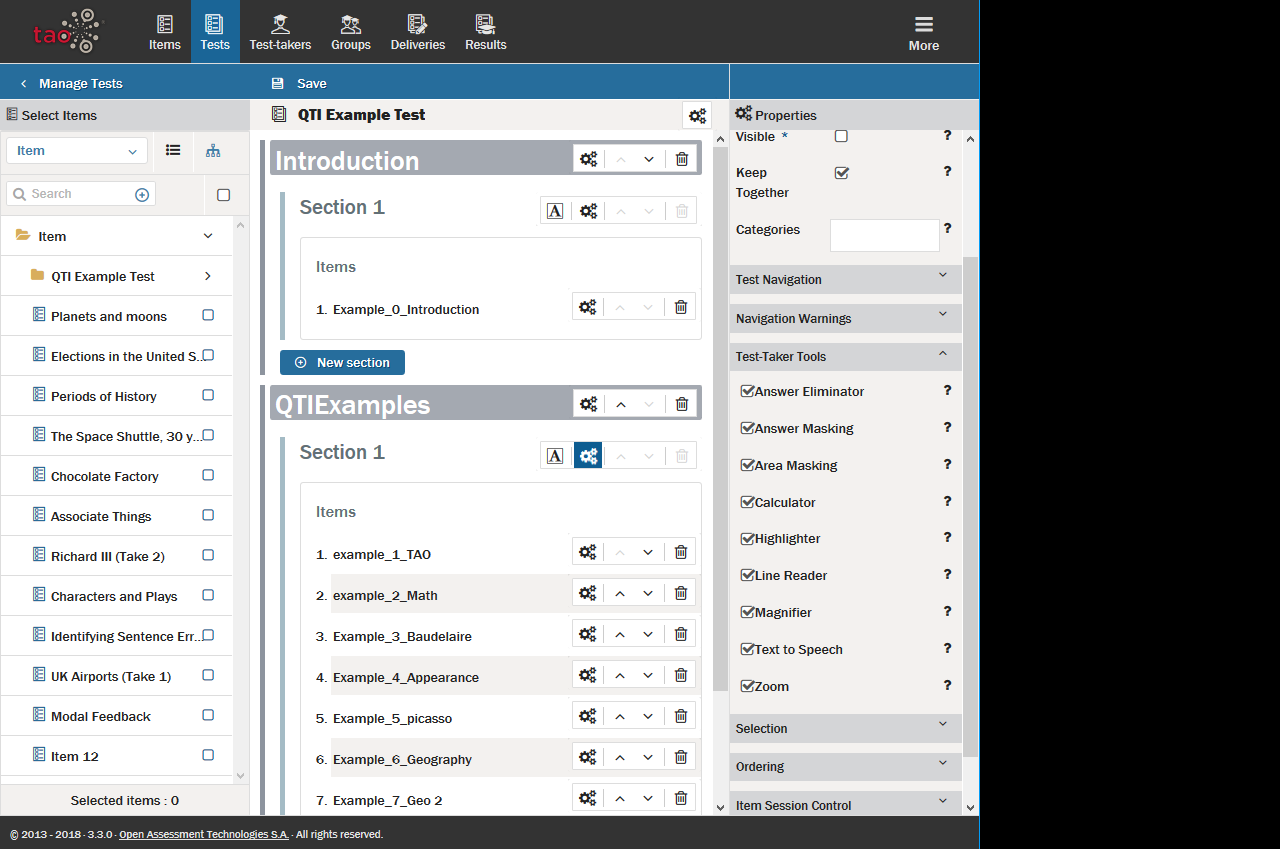 tao
Items
Tests
Test-takers
Groups
Deliveries
Results
More
Manage Tests
Save
Select Items
QTI Example Test
Properties
Item
Search
Item
QTI Example Test
Planets and moons
Elections in the United S...
Periods of History
The Space Shuttle, 30 y...
Chocolate Factory
Associate Things
Richard III (Take 2)
Characters and Plays
Identifying Sentence Err...
UK Airports (Take 1)
Modal Feedback
Item 12
Selected items : 0
Introduction
Section 1
A
Items
1. Example_0_Introduction
New section
QTIExamples
Section 1
A
Items
1. example_1_TAO
2. example_2_Math
3. Example_3_Baudelaire
4. Example_4_Appearance
5. Example_5_picasso
6. Example_6_Geography
7. Example_7_Geo 2
Visible * ?
Keep Together ?
Categories ?
Test Navigation
Navigation Warnings
Test-Taker Tools
Answer Eliminator ?
Answer Masking ?
Area Masking ?
Calculator ?
Highlighter ?
Line Reader ?
Magnifier ?
Text to Speech ?
Zoom ?
Selection
Ordering
Item Session Control
© 2013 - 2018 · 3.3.0 · Open Assessment Technologies S.A. · All rights reserved.